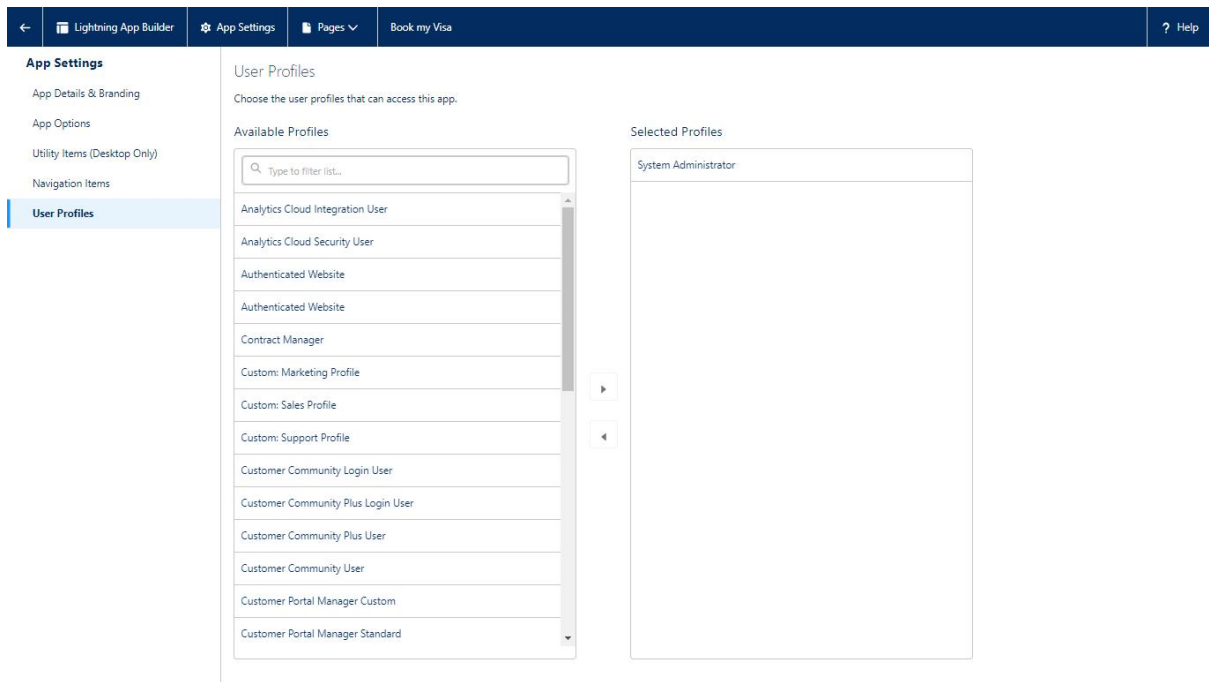 Lightning App Builder
App Settings
Pages
Book my Visa
? Help
App Settings
App Details & Branding
App Options
Utility Items (Desktop Only)
Navigation Items
User Profiles
User Profiles
Choose the user profiles that can access this app.
Available Profiles
Type to filter list...
Analytics Cloud Integration User
Analytics Cloud Security User
Authenticated Website
Authenticated Website
Contract Manager
Custom: Marketing Profile
Custom: Sales Profile
Custom: Support Profile
Customer Community Login User
Customer Community Plus Login User
Customer Community Plus User
Customer Community User
Customer Portal Manager Custom
Customer Portal Manager Standard
Selected Profiles
System Administrator